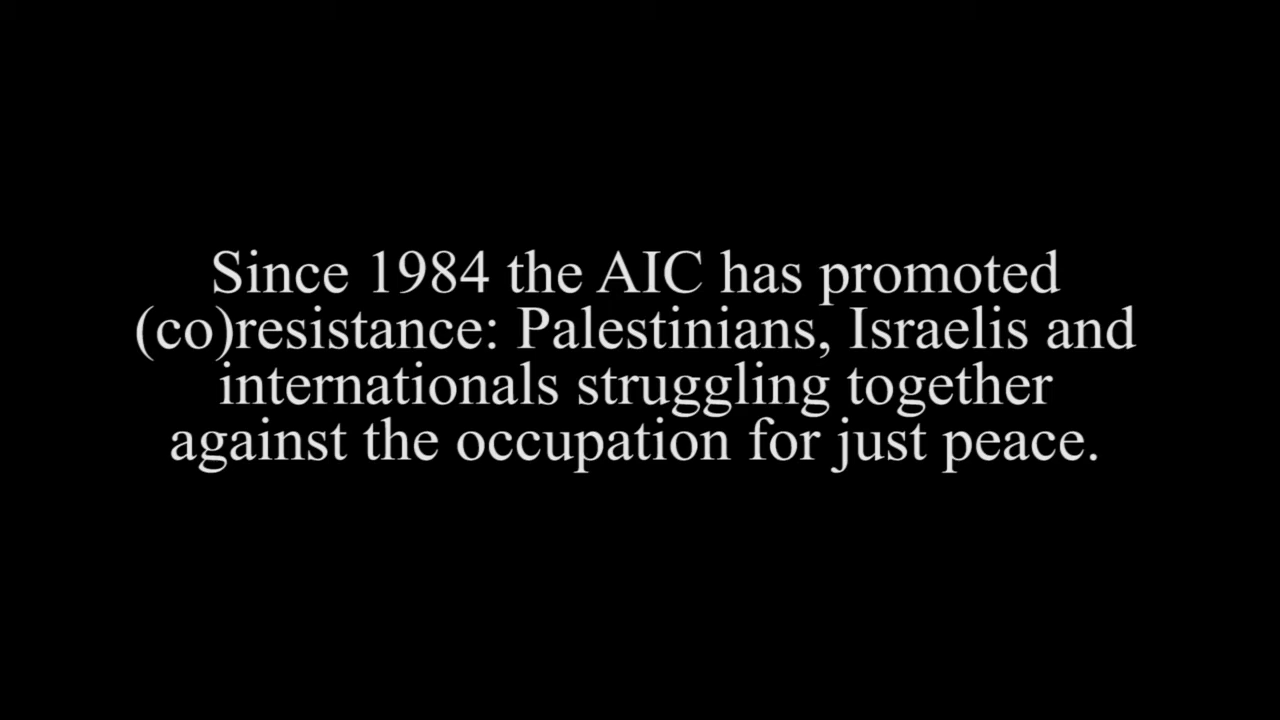 Since 1984 the AIC has promoted
(co)resistance: Palestinians, Israelis and
internationals struggling together
against the occupation for just peace.